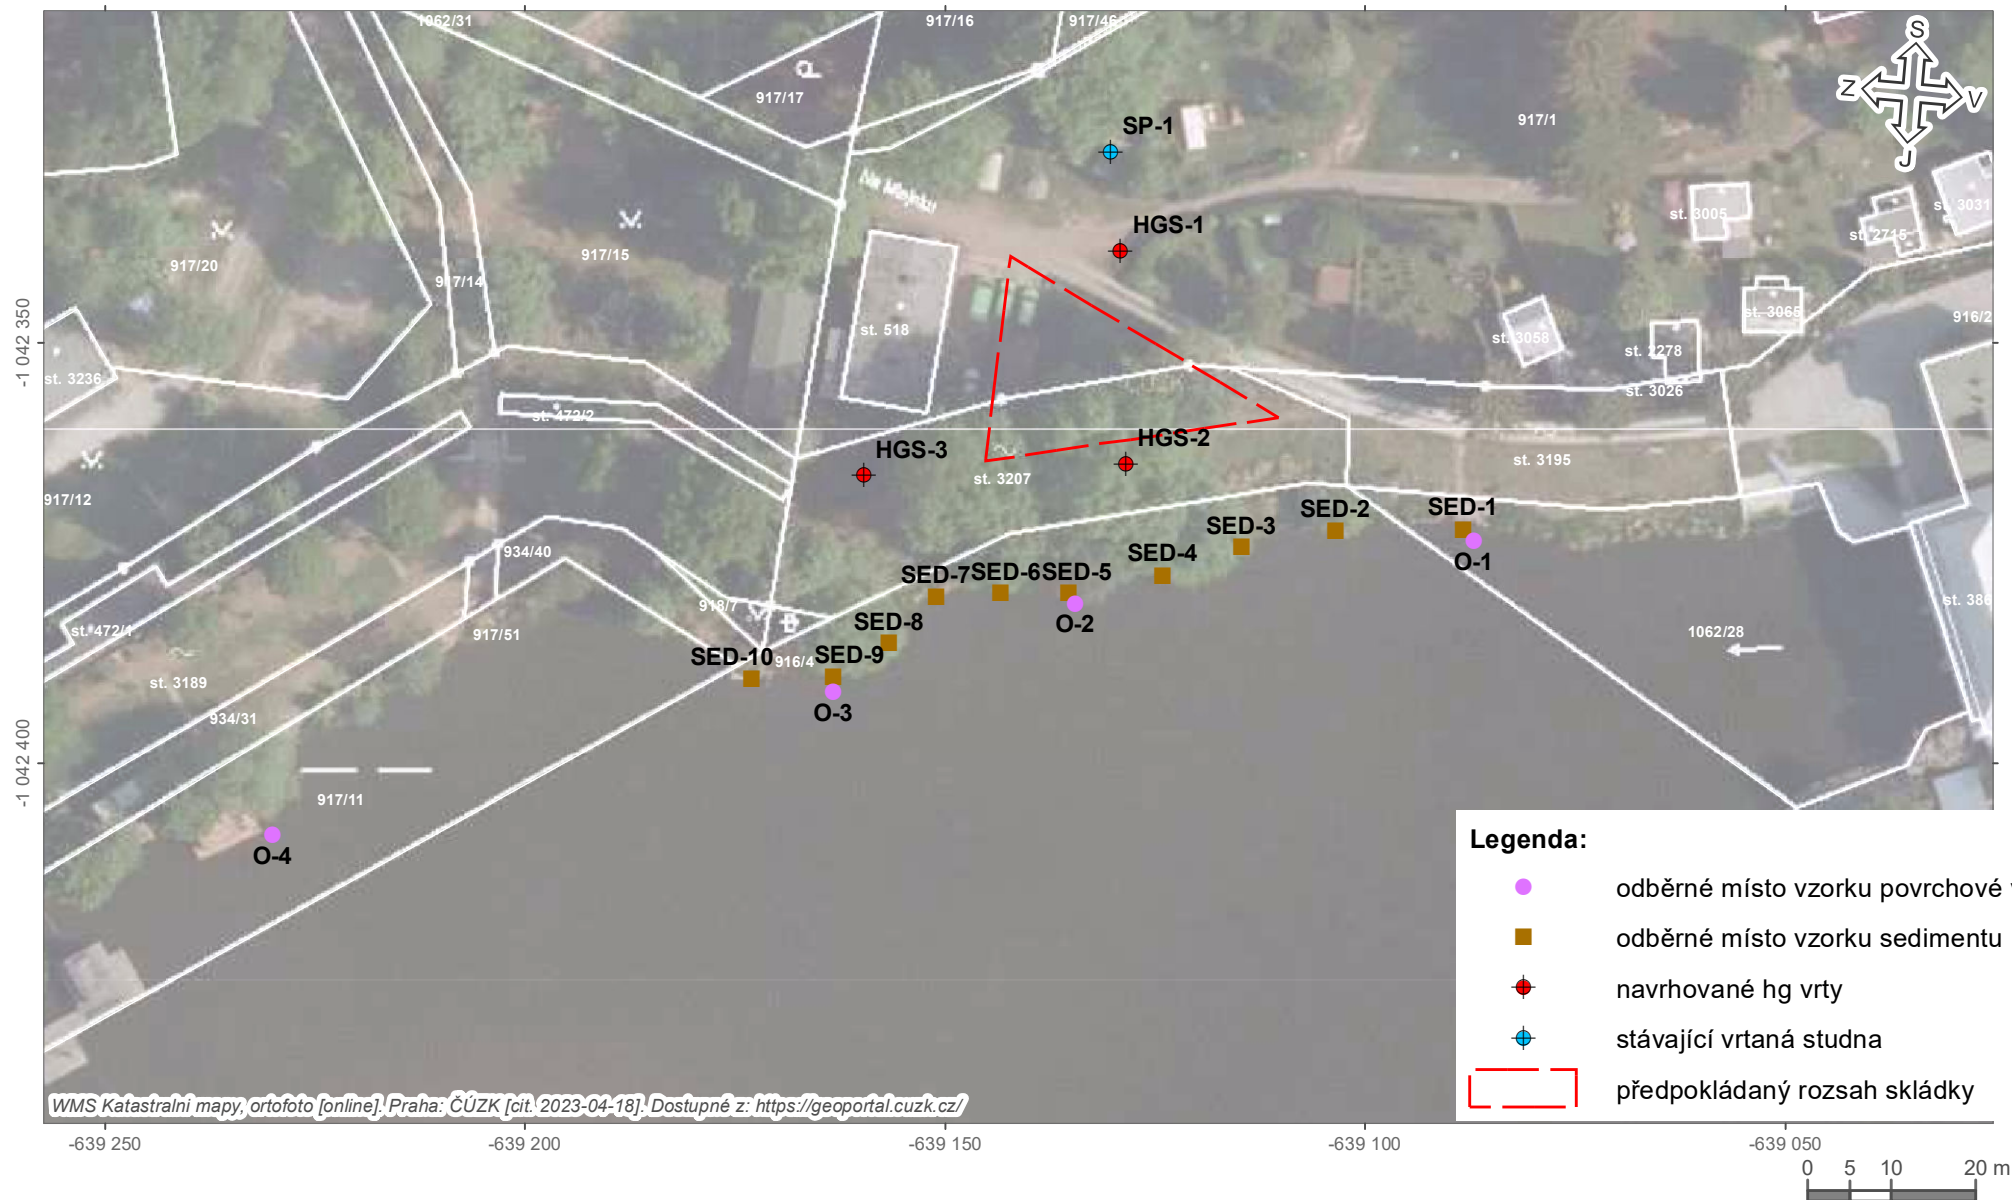 1062/31
917/16
917/46
S
Z
V
J
917/17
917/1
SP-1
Na Mlejnku
st. 3031
st. 3005
st. 2715
HGS-1
917/20
917/15
917/14
-1 042 350
st. 518
st. 3058
st. 3065
916/2
st. 2278
st. 3236
st. 3026
st. 472/2
HGS-3
HGS-2
st. 3207
st. 3195
917/12
SED-2
SED-1
SED-3
934/40
SED-4
O-1
SED-7
SED-6
SED-5
918/7
st. 386
O-2
SED-8
st. 472/1
917/51
1062/28
SED-10
916/4
SED-9
st. 3189
O-3
934/31
-1 042 400
917/11
O-4
Legenda:
odběrné místo vzorku povrchové
odběrné místo vzorku sedimentu
navrhované hg vrty
stávající vrtaná studna
předpokládaný rozsah skládky
WMS Katastralni mapy, ortofoto [online]. Praha: ČÚZK [cit. 2023-04-18]. Dostupné z: https://geoportal.cuzk.cz/
-639 250
-639 200
-639 150
-639 100
-639 050
0 5 10 20 m